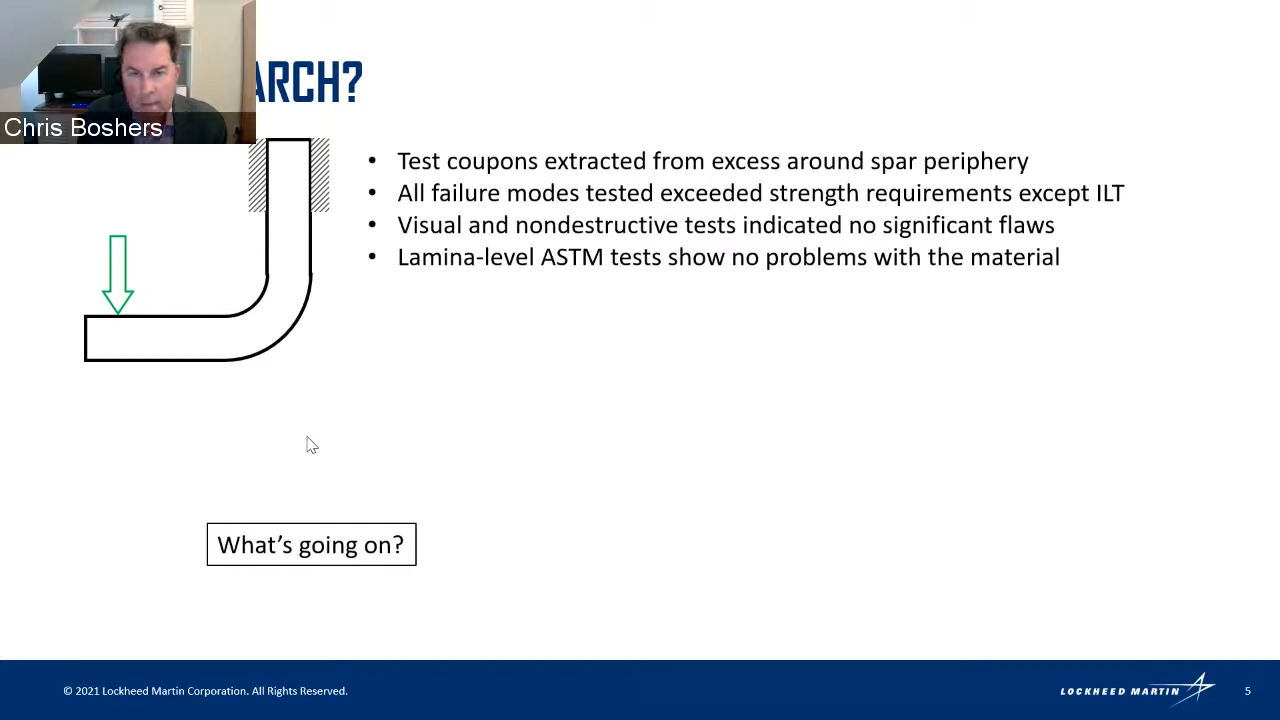 ARCH?
Chris Boshers
• Test coupons extracted from excess around spar periphery
• All failure modes tested exceeded strength requirements except ILT
• Visual and nondestructive tests indicated no significant flaws
• Lamina-level ASTM tests show no problems with the material
What’s going on?
© 2021 Lockheed Martin Corporation. All Rights Reserved.
LOCKHEED MARTIN
5